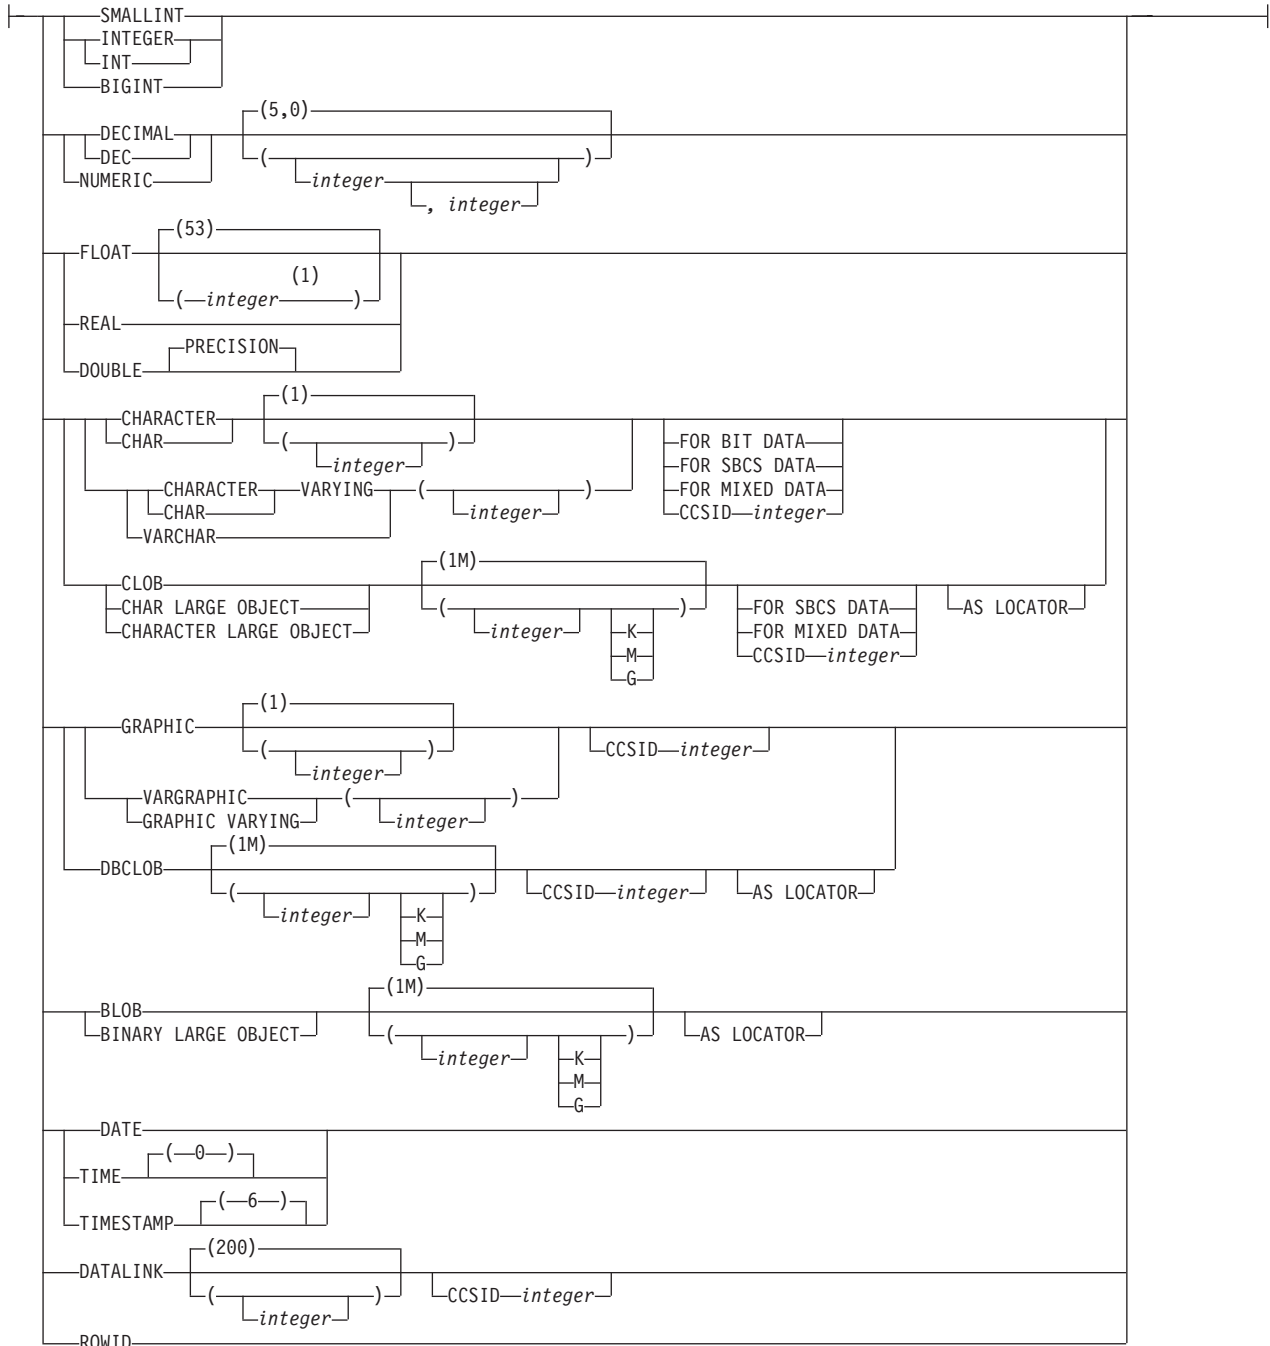 SMALLINT
INTEGER
INT
BIGINT
(5,0)
DECIMAL
DEC ( )
NUMERIC integer
, integer
(53)
FLOAT
(1)
( integer )
REAL
PRECISION
DOUBLE
(1)
CHARACTER
CHAR ( ) FOR BIT DATA
integer FOR SBCS DATA
CHARACTER VARYING ( ) FOR MIXED DATA
CHAR integer CCSID integer
VARCHAR
(1M)
CLOB
CHAR LARGE OBJECT ( ) FOR SBCS DATA AS LOCATOR
CHARACTER LARGE OBJECT integer K FOR MIXED DATA
M CCSID integer
G
(1)
GRAPHIC
( ) CCSID integer
integer
VARGRAPHIC ( )
GRAPHIC VARYING integer
(1M)
DBCLOB
( ) CCSID integer AS LOCATOR
integer K
M
G
(1M)
BLOB
BINARY LARGE OBJECT ( ) AS LOCATOR
integer K
M
G
DATE
( 0 )
TIME
( 6 )
TIMESTAMP
(200)
DATALINK
( ) CCSID integer
integer
ROWID